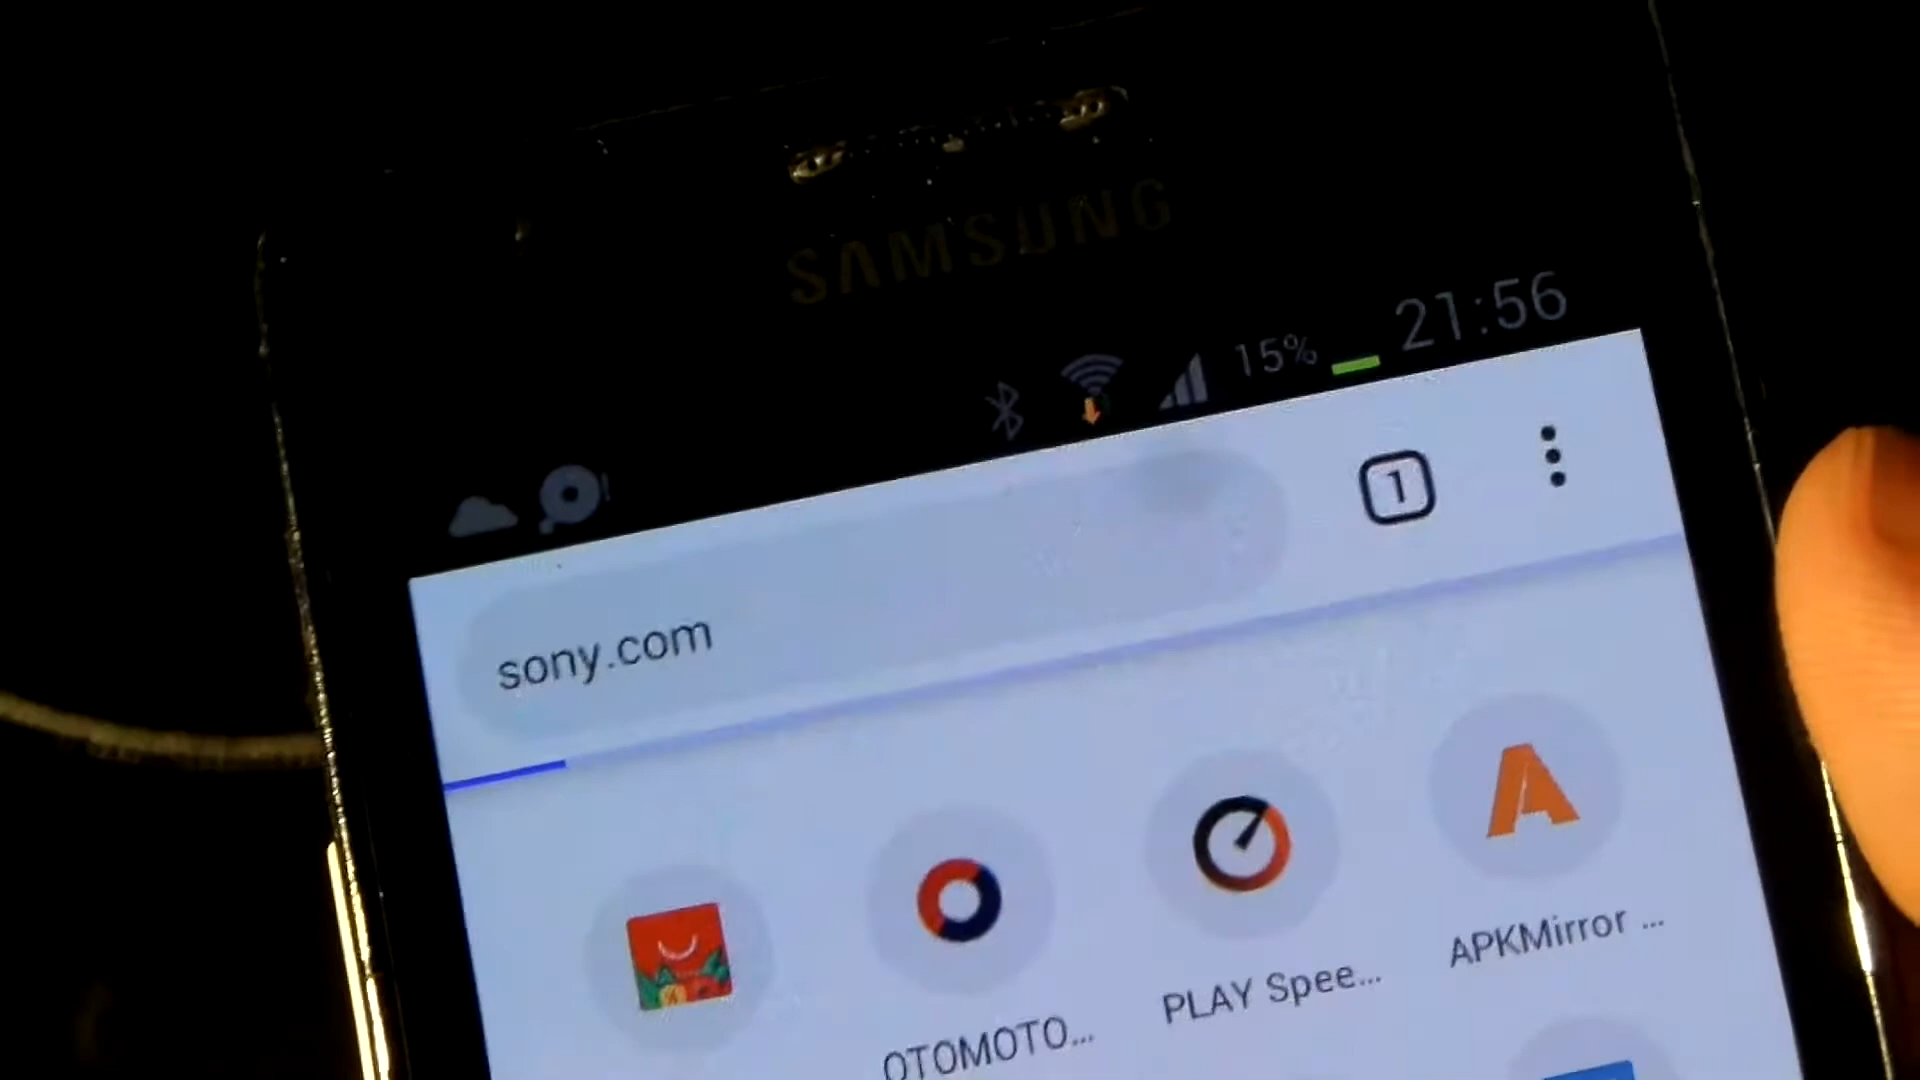 SAMSUNG
15% 21:56
sony.com
1
OTOMOTO...
PLAY Spee...
APKMirror ...